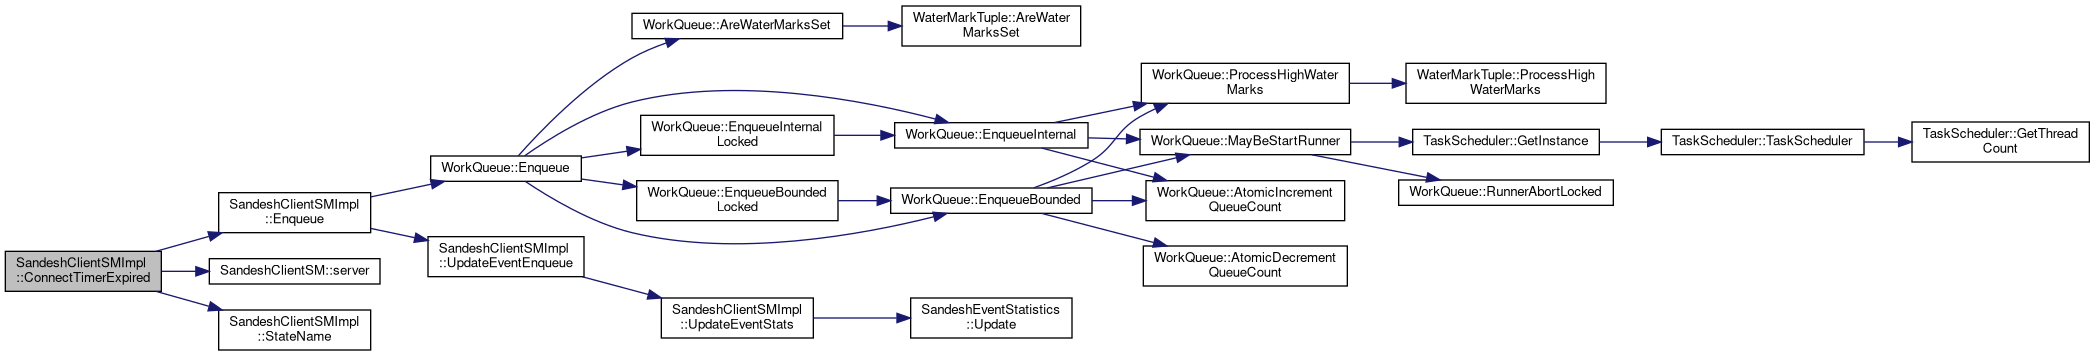 SandeshClientSMImpl
::ConnectTimerExpired
SandeshClientSMImpl
::Enqueue
SandeshClientSM::server
SandeshClientSMImpl
::StateName
WorkQueue::Enqueue
SandeshClientSMImpl
::UpdateEventEnqueue
WorkQueue::AreWaterMarksSet
WorkQueue::EnqueueInternal
Locked
WorkQueue::EnqueueBounded
Locked
SandeshClientSMImpl
::UpdateEventStats
WaterMarkTuple::AreWater
MarksSet
WorkQueue::EnqueueInternal
WorkQueue::EnqueueBounded
SandeshEventStatistics
::Update
WorkQueue::ProcessHighWater
Marks
WorkQueue::MayBeStartRunner
WorkQueue::AtomicIncrement
QueueCount
WorkQueue::AtomicDecrement
QueueCount
WaterMarkTuple::ProcessHigh
WaterMarks
TaskScheduler::GetInstance
WorkQueue::RunnerAbortLocked
TaskScheduler::TaskScheduler
TaskScheduler::GetThread
Count